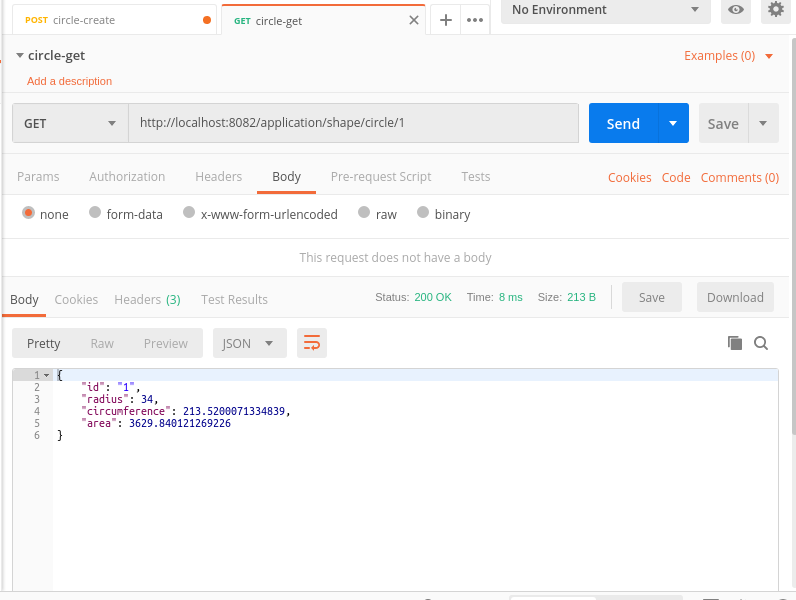 POST circle-create
GET circle-get
No Environment
circle-get
Examples (0)
Add a description
GET
http://localhost:8082/application/shape/circle/1
Send
Save
Params Authorization Headers Body Pre-request Script Tests
Cookies Code Comments (0)
none form-data x-www-form-urlencoded raw binary
This request does not have a body
Body Cookies Headers (3) Test Results
Status: 200 OK Time: 8 ms Size: 213 B
Save Download
Pretty Raw Preview JSON
1 {
2 "id": "1",
3 "radius": 34,
4 "circumference": 213.5200071334839,
5 "area": 3629.840121269226
6 }